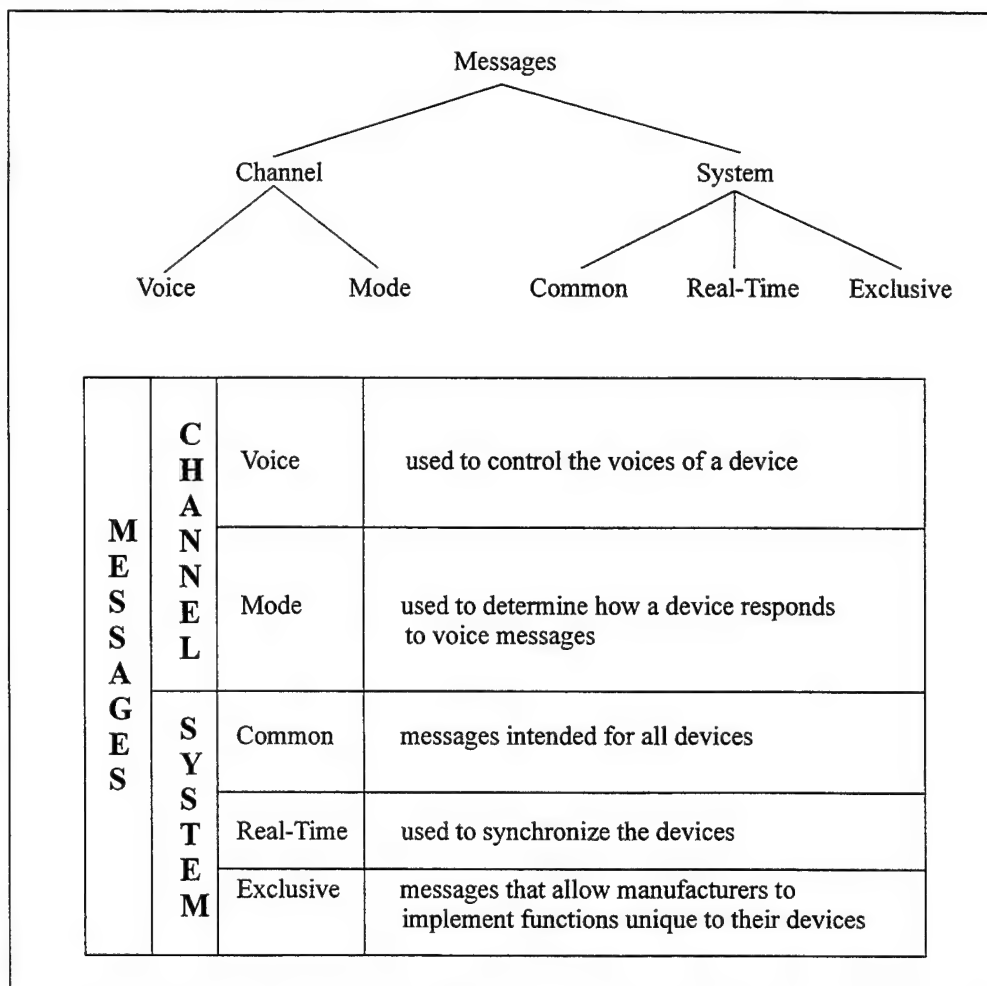 Messages
Channel System
Voice Mode Common Real-Time Exclusive
MESSAGES
CHANNEL
Voice used to control the voices of a device
Mode used to determine how a device responds
to voice messages
SYSTEM
Common messages intended for all devices
Real-Time used to synchronize the devices
Exclusive messages that allow manufacturers to
implement functions unique to their devices